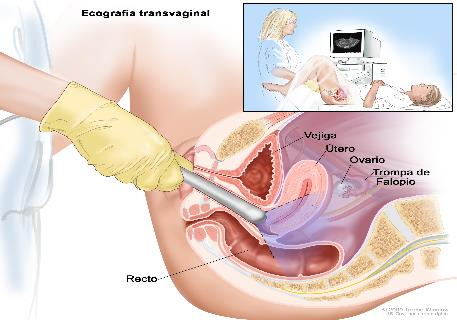 Ecografía transvaginal
Vejiga
Útero
Ovario
Trompa de
Falopio
Recto